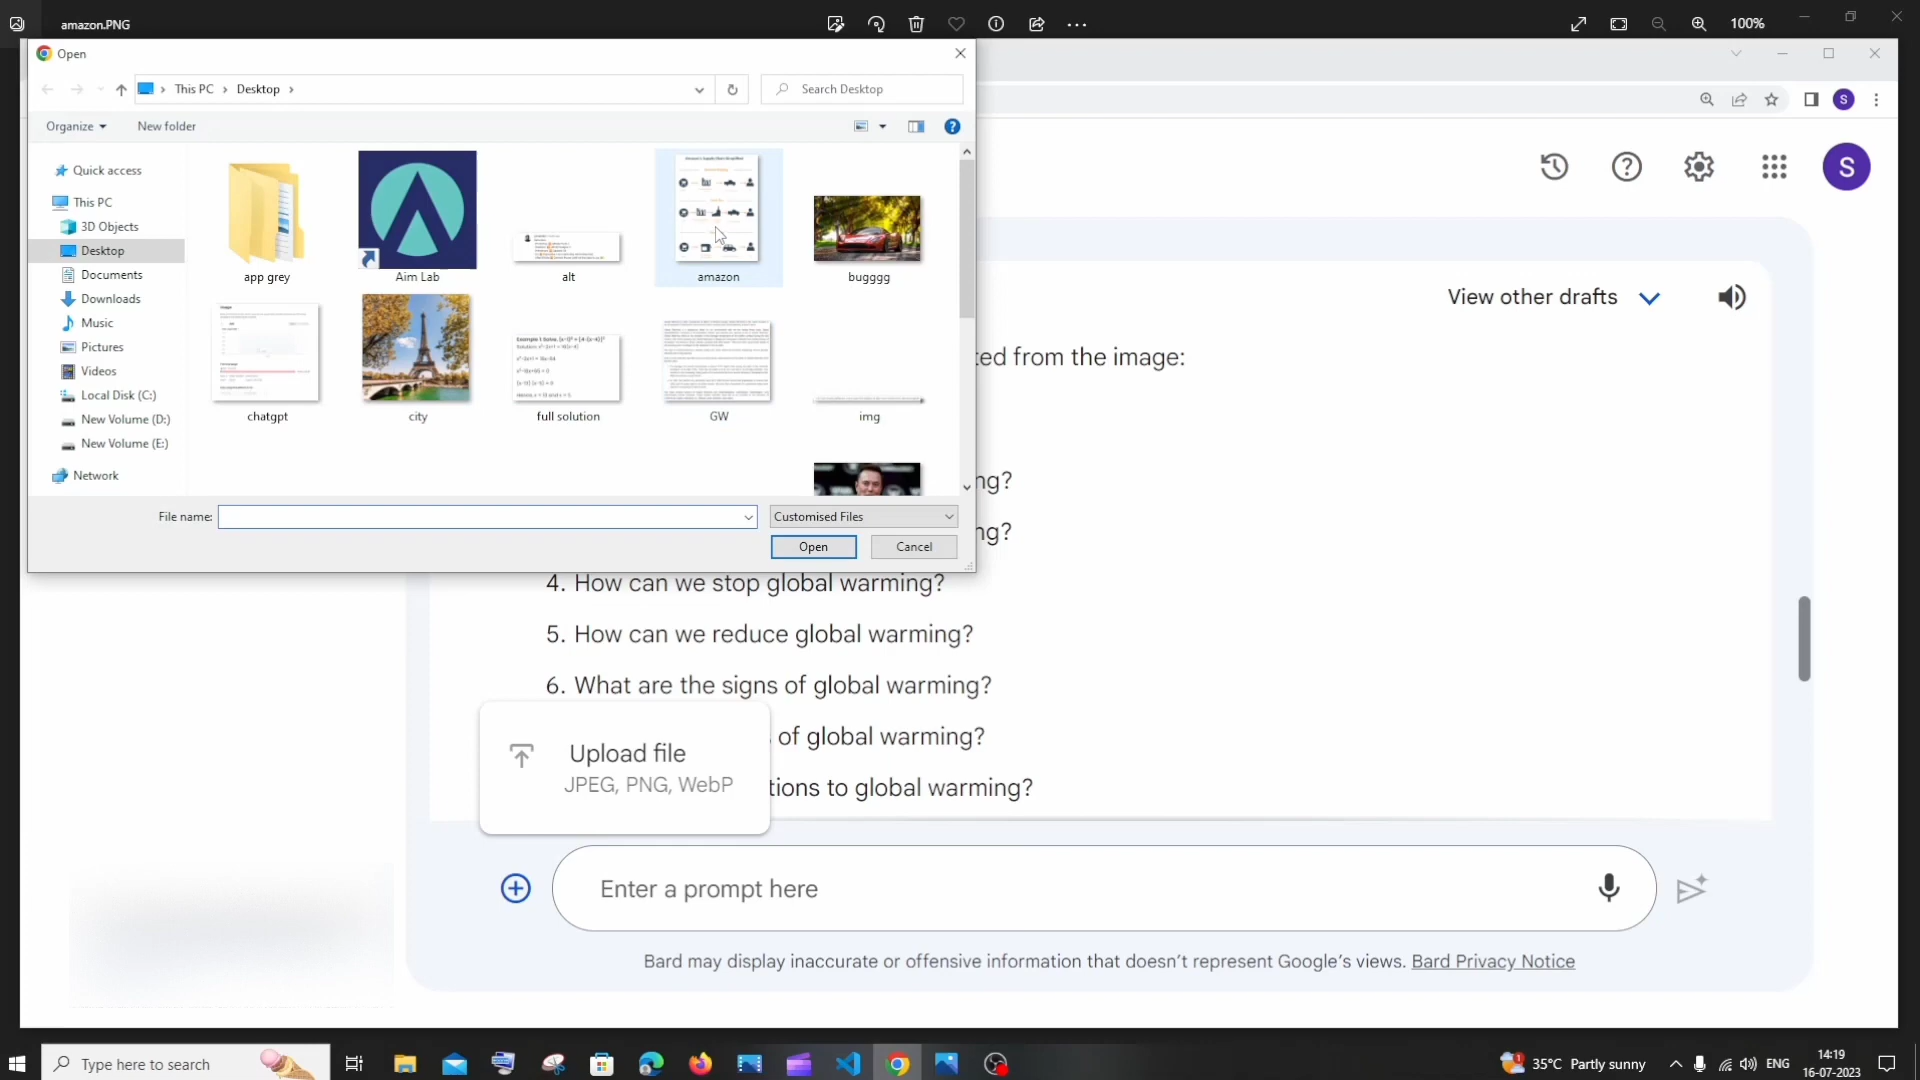 amazon.PNG
100%
Open
This PC
Desktop
Search Desktop
Organize
New folder
Quick access
This PC
3D Objects
Desktop
Documents
Downloads
Music
Pictures
Videos
Local Disk (C:)
New Volume (D:)
New Volume (E:)
Network
app grey
Aim Lab
alt
amazon
bugggg
chatgpt
city
full solution
GW
img
File name:
Customised Files
Open
Cancel
S
S
View other drafts
ted from the image:
ng?
ng?
4. How can we stop global warming?
5. How can we reduce global warming?
6. What are the signs of global warming?
of global warming?
tions to global warming?
Upload file
JPEG, PNG, WebP
Enter a prompt here
Bard may display inaccurate or offensive information that doesn't represent Google's views. Bard Privacy Notice
Type here to search
35°C Partly sunny
ENG
14:19
16-07-2023